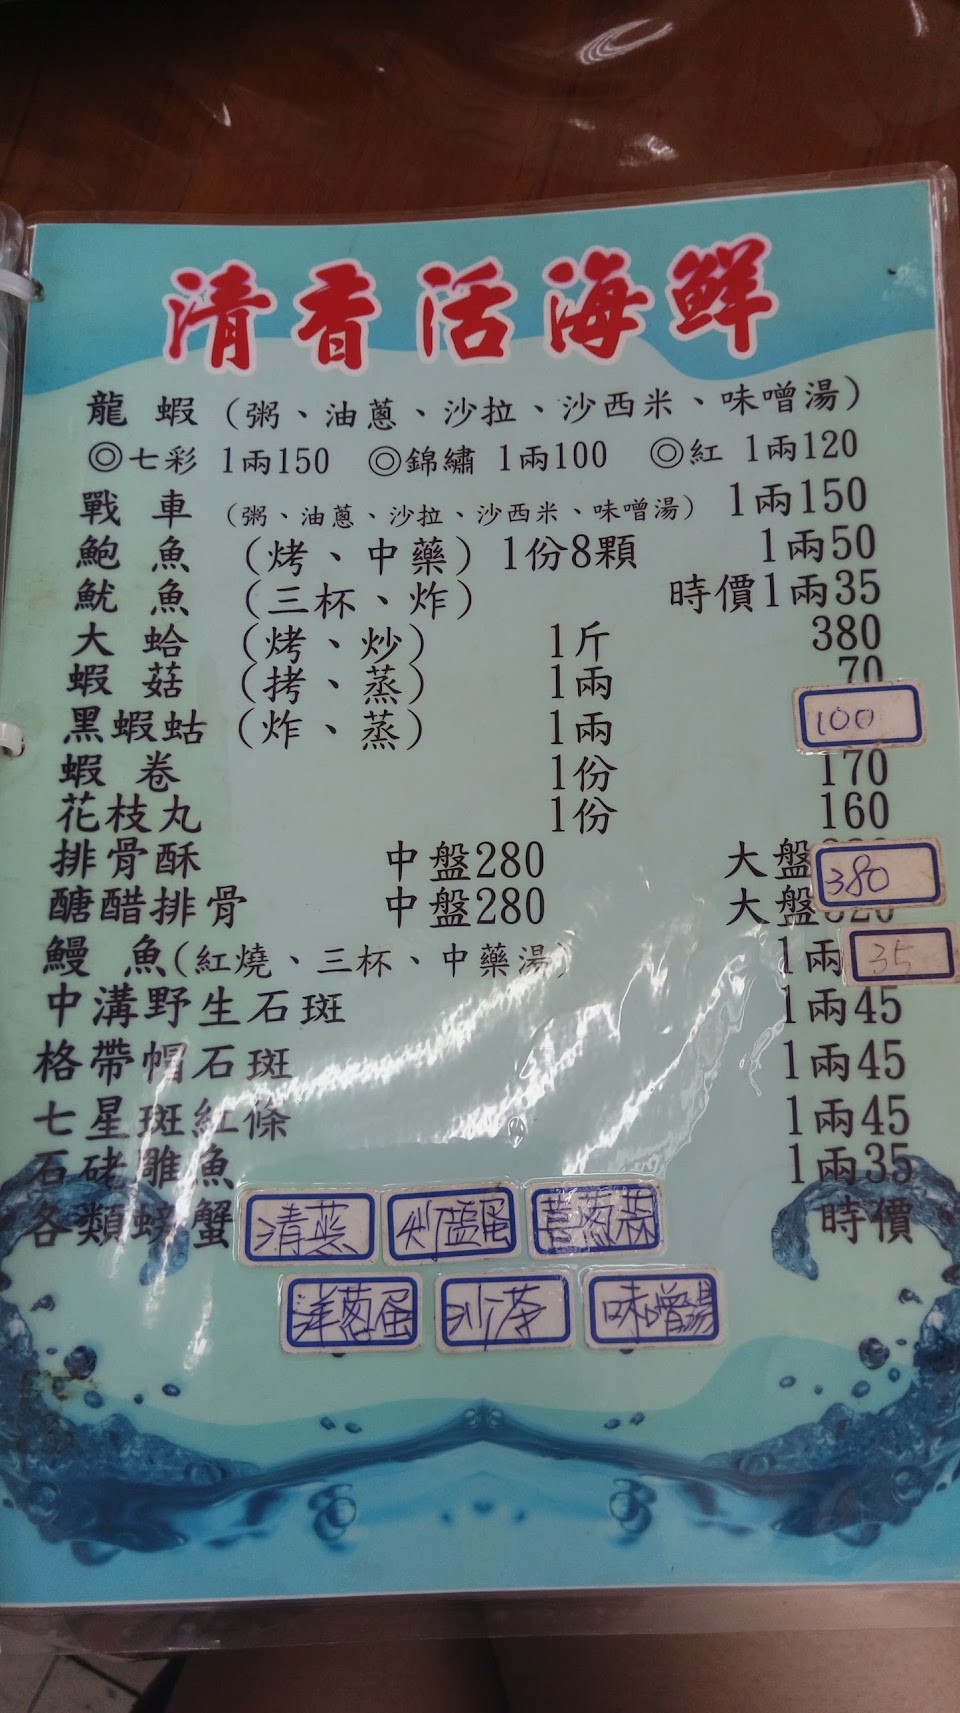 清香活海鮮
龍蝦（粥、油蔥、沙拉、沙西米、味噌湯）
◎七彩 1兩150 ◎錦繡 1兩100 ◎紅 1兩120
戰車（粥、油蔥、沙拉、沙西米、味噌湯）1兩150
鮑魚（烤、中藥）1份8顆 1兩50
魷魚（三杯、炸） 時價1兩35
大蛤（烤、炒） 1斤 380
蝦菇（拷、蒸） 1兩 70
黑蝦蛄（炸、蒸） 1兩 100
蝦卷 1份 170
花枝丸 1份 160
排骨酥 中盤280 大盤 380
醣醋排骨 中盤280 大盤
鰻魚（紅燒、三杯、中藥湯） 1兩 35
中溝野生石斑 1兩45
格帶帽石斑 1兩45
七星斑紅條 1兩45
石硓雕魚 1兩35
各類螃蟹 清蒸 時價
洋蔥蛋 味噌湯